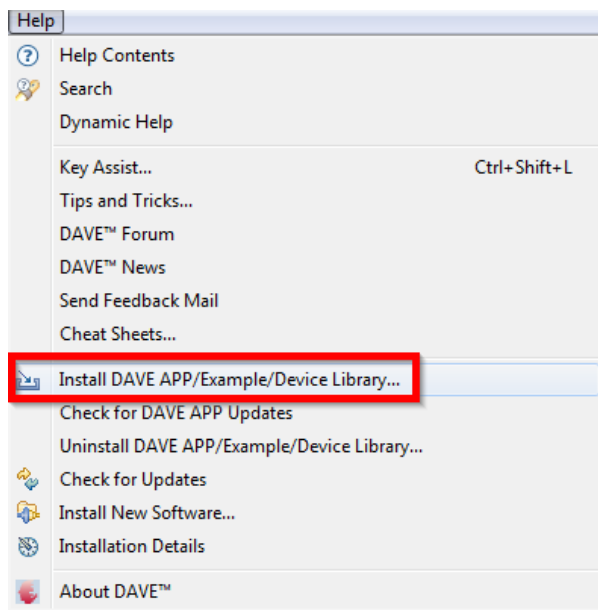 Help
Help Contents
Search
Dynamic Help
Key Assist... Ctrl+Shift+L
Tips and Tricks...
DAVE™ Forum
DAVE™ News
Send Feedback Mail
Cheat Sheets...
Install DAVE APP/Example/Device Library...
Check for DAVE APP Updates
Uninstall DAVE APP/Example/Device Library...
Check for Updates
Install New Software...
Installation Details
About DAVE™